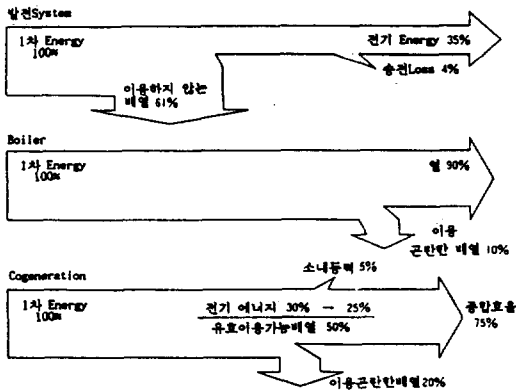 발전System
1차 Energy
100%
전기 Energy 35%
송전Loss 4%
이용하지 않는
배열 61%
Boiler
1차 Energy
100%
열 90%
이용
곤란한 배열 10%
Cogeneration
소내동력 5%
1차 Energy
100%
전기 에너지 30% → 25%
유효이용가능배열 50%
종합효율
75%
이용곤란한배열20%